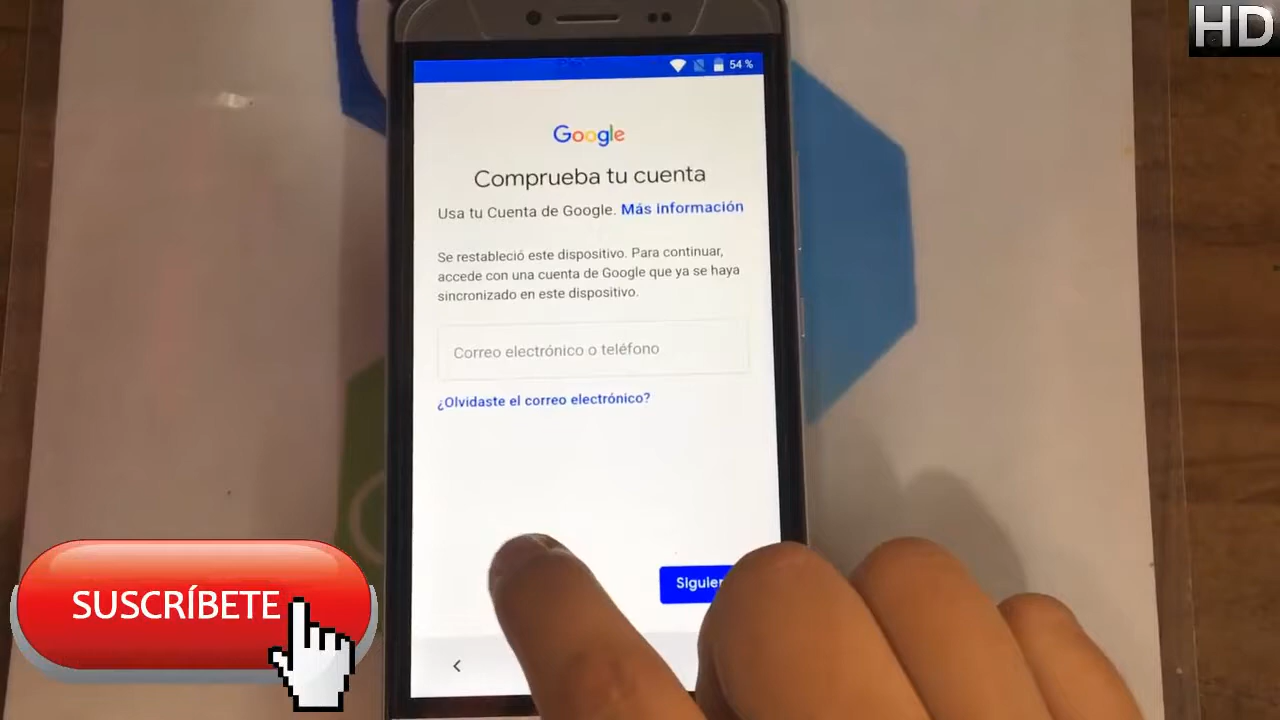 HD
54 %
Google
Comprueba tu cuenta
Usa tu Cuenta de Google. Más información
Se restableció este dispositivo. Para continuar,
accede con una cuenta de Google que ya se haya
sincronizado en este dispositivo.
Correo electrónico o teléfono
¿Olvidaste el correo electrónico?
SUSCRÍBETE